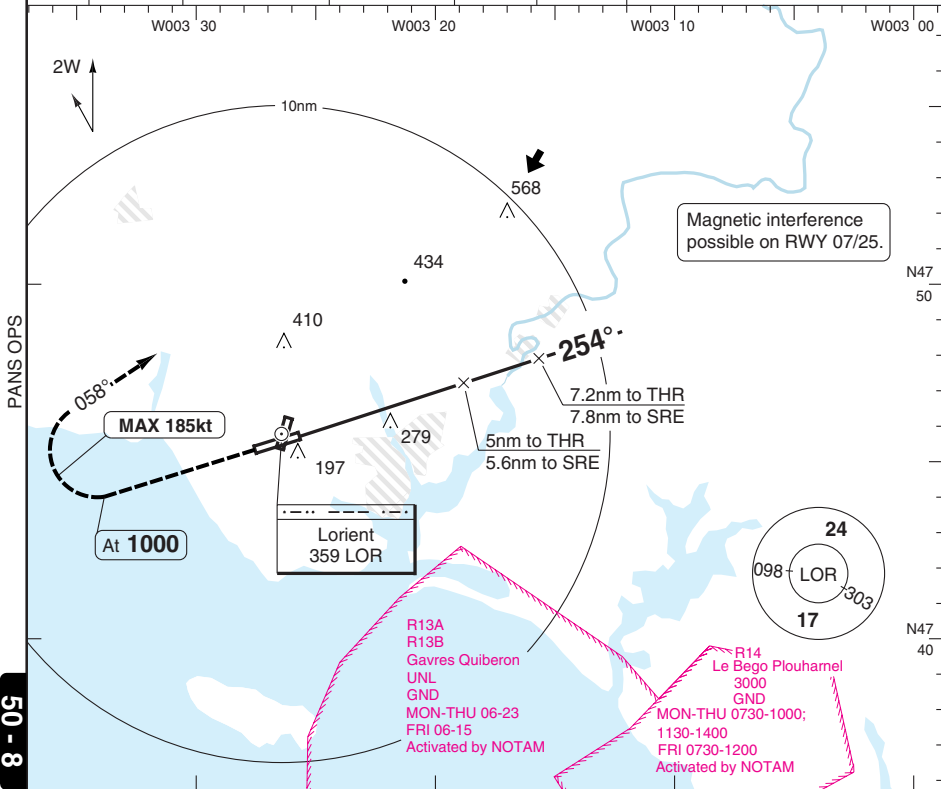 W003 30
W003 20
W003 10
W003 00
2W
10nm
568
Magnetic interference
possible on RWY 07/25.
434
N47
50
410
PANS OPS
254°
058°
7.2nm to THR
7.8nm to SRE
MAX 185kt
279
5nm to THR
5.6nm to SRE
197
At 1000
Lorient
359 LOR
24
098
LOR
303
17
R13A
R13B
Gavres Quiberon
UNL
GND
MON-THU 06-23
FRI 06-15
Activated by NOTAM
N47
40
R14
Le Bego Plouharnel
3000
GND
MON-THU 0730-1000;
1130-1400
FRI 0730-1200
Activated by NOTAM
50 - 8